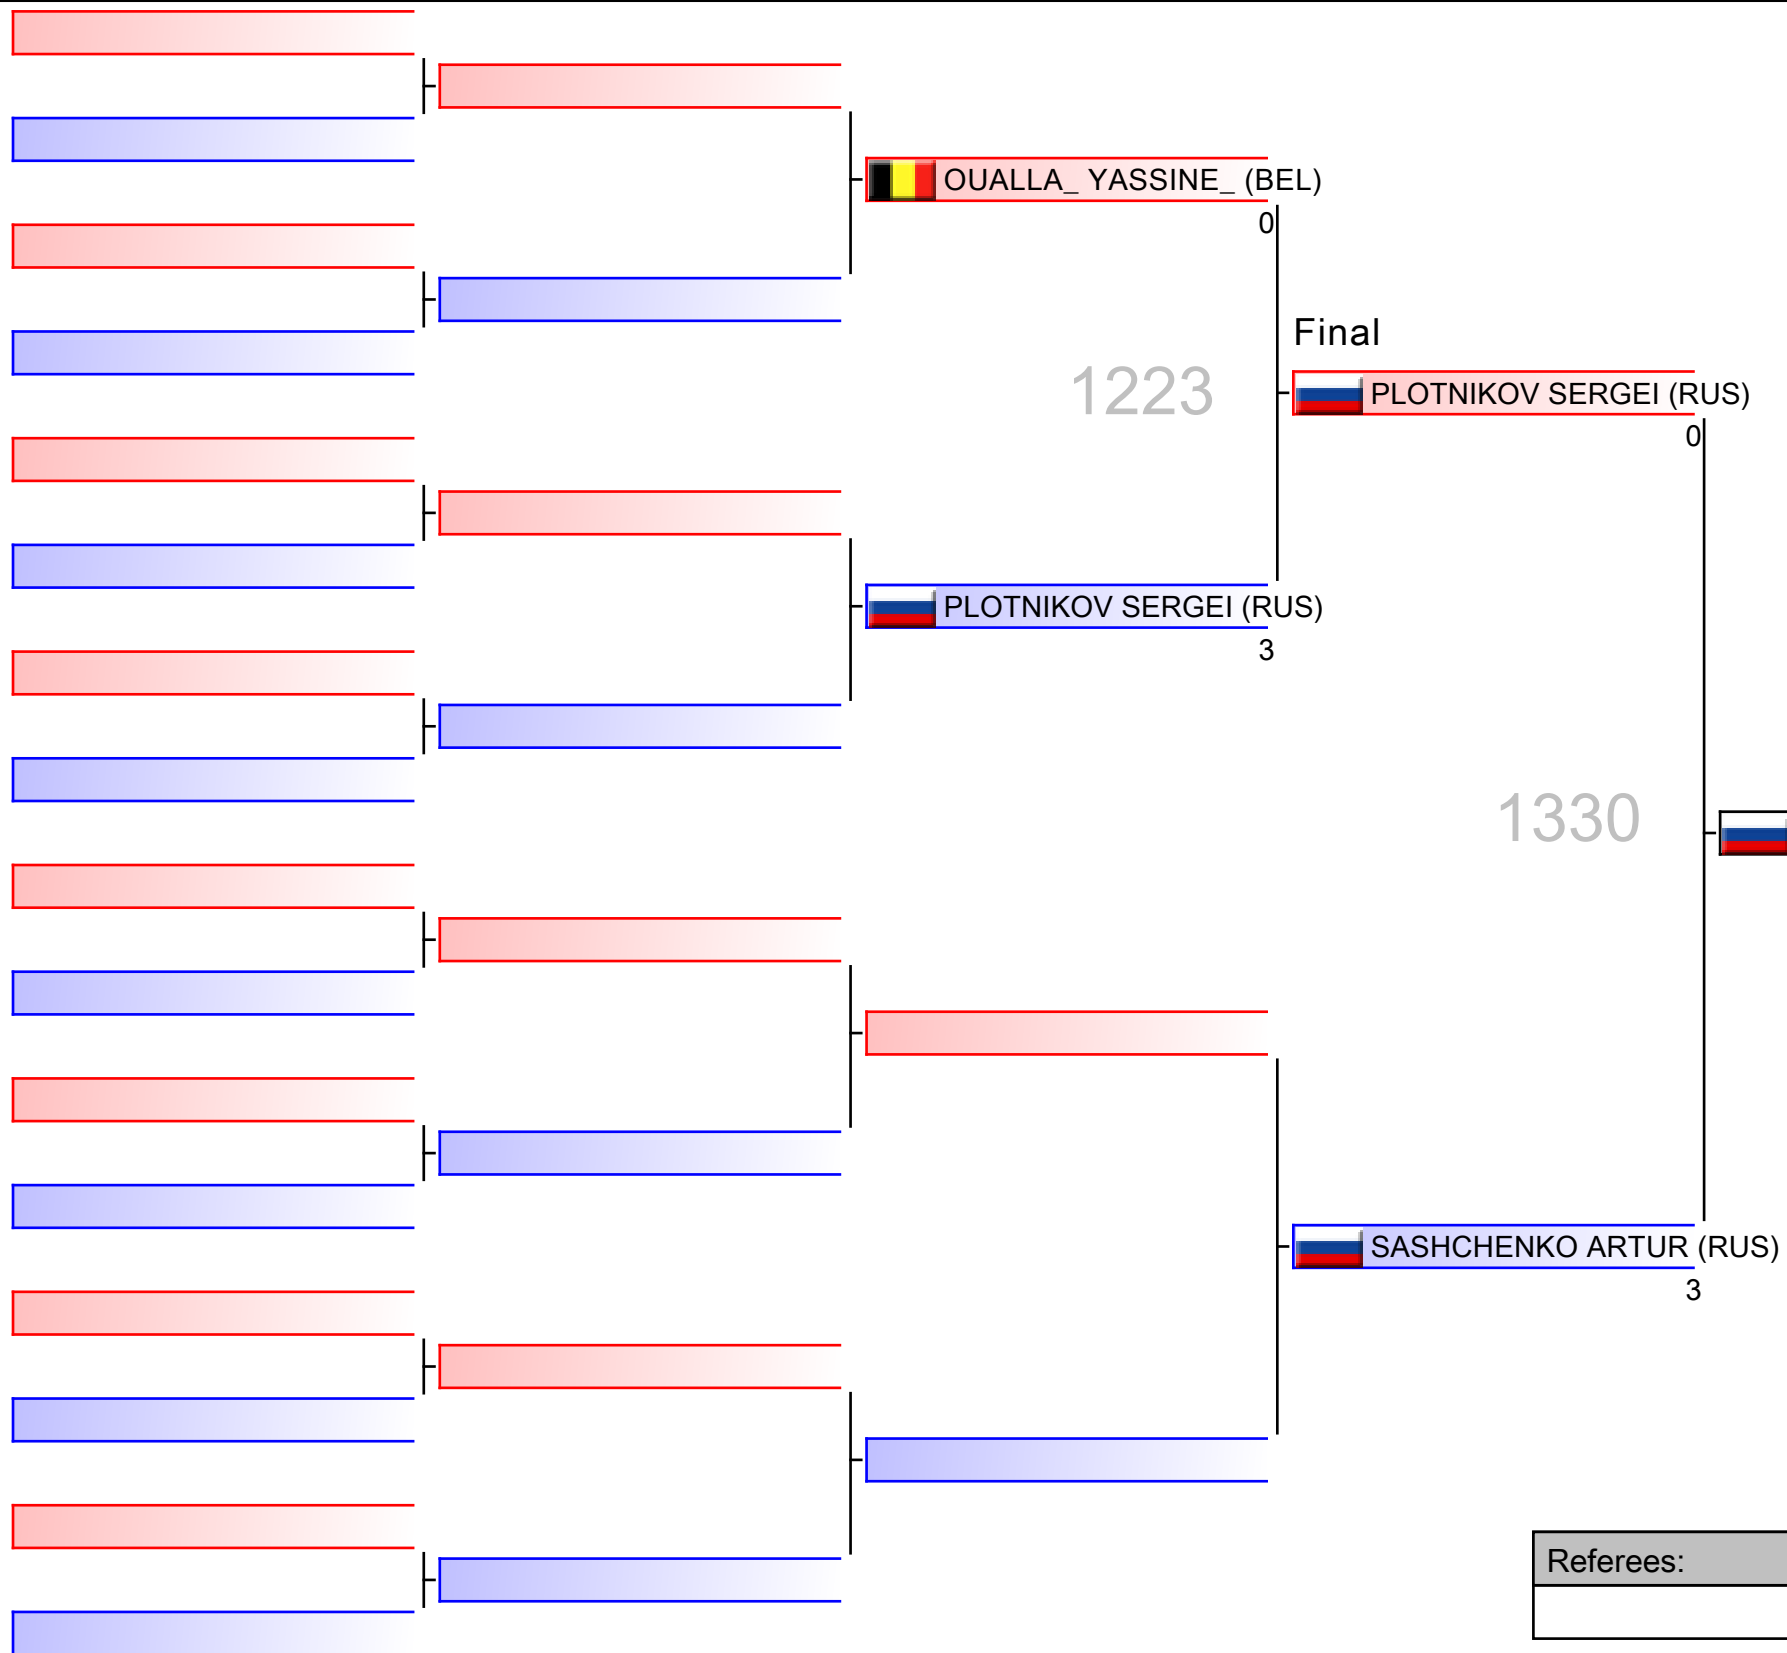 OUALLA_ YASSINE_ (BEL)
0
Final
1223
PLOTNIKOV SERGEI (RUS)
0
PLOTNIKOV SERGEI (RUS)
3
1330
SASHCHENKO ARTUR (RUS)
3
Referees: